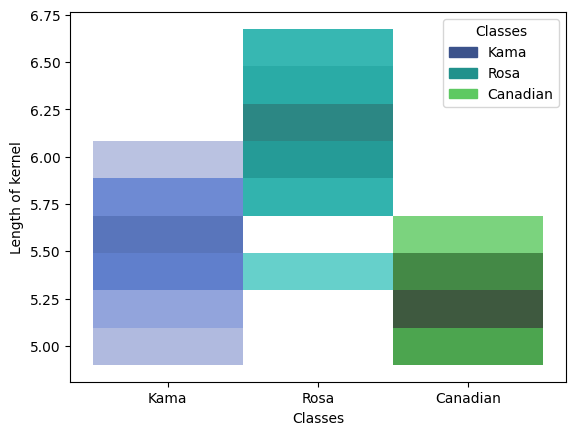 6.75
6.50
6.25
6.00
5.75
5.50
5.25
5.00
Length of kernel
Kama
Rosa
Canadian
Classes
Classes
Kama
Rosa
Canadian